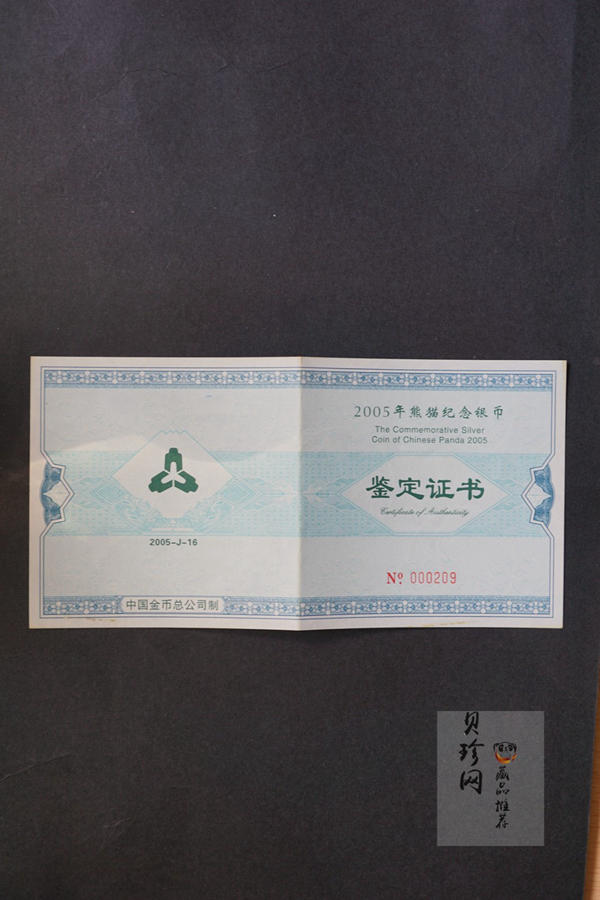 2005年熊猫纪念银币
The Commemorative Silver
Coin of Chinese Panda 2005
鉴定证书
Certificate of Authenticity
2005-J-16
Nº 000209
中国金币总公司制
贝珍网
藏品推荐